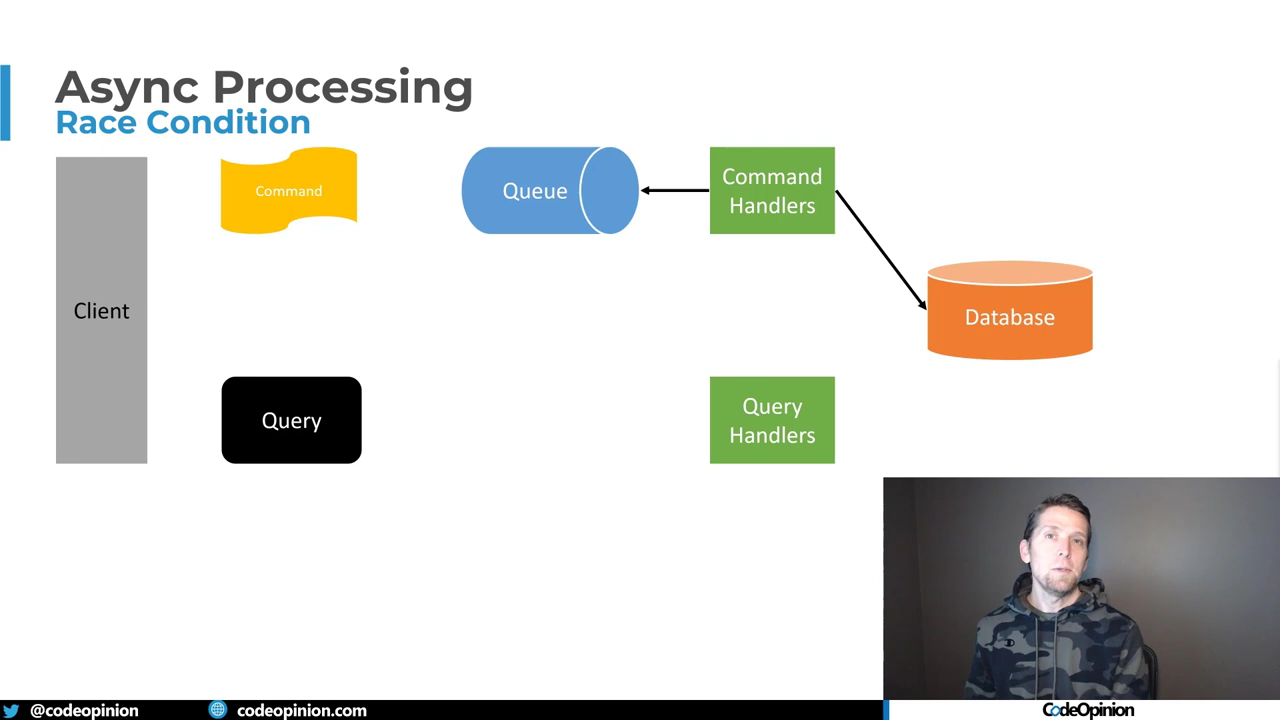 Async Processing
Race Condition
Client
Command
Queue
Command
Handlers
Database
Query
Query
Handlers
@codeopinion
codeopinion.com
CodeOpinion